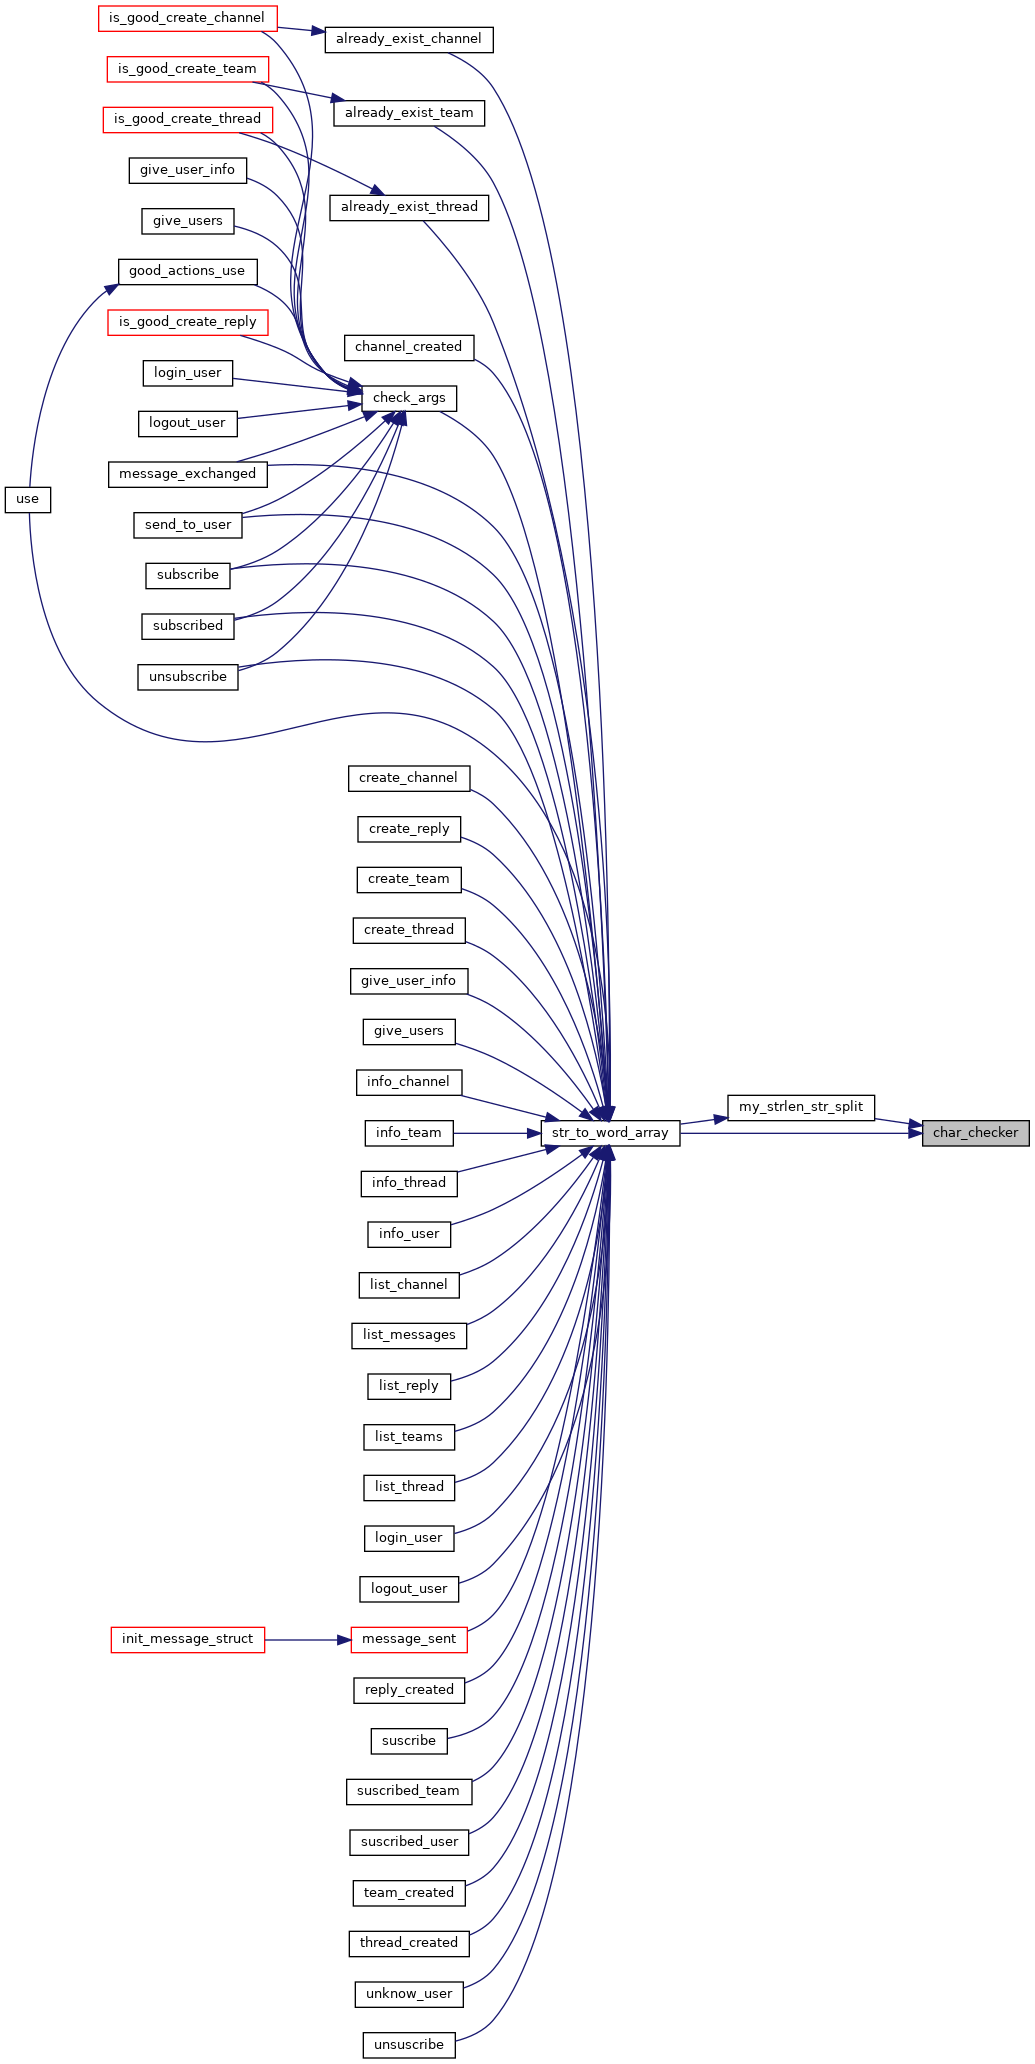 is_good_create_channel
already_exist_channel
is_good_create_team
already_exist_team
is_good_create_thread
give_user_info
already_exist_thread
give_users
good_actions_use
is_good_create_reply
channel_created
login_user
check_args
logout_user
message_exchanged
use
send_to_user
subscribe
subscribed
unsubscribe
create_channel
create_reply
create_team
create_thread
give_user_info
give_users
info_channel
my_strlen_str_split
info_team
str_to_word_array
char_checker
info_thread
info_user
list_channel
list_messages
list_reply
list_teams
list_thread
login_user
logout_user
init_message_struct
message_sent
reply_created
suscribe
suscribed_team
suscribed_user
team_created
thread_created
unknow_user
unsuscribe